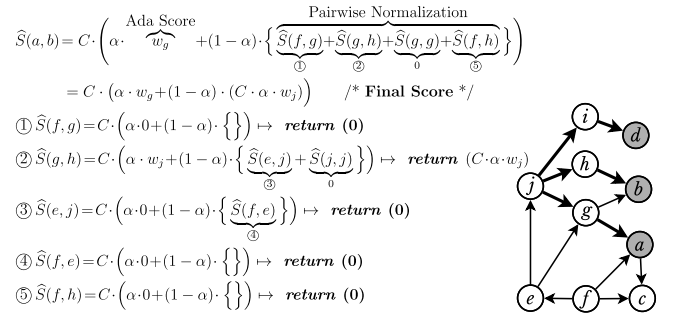 Ada Score
Pairwise Normalization
Ŝ(a, b) = C · (α · w_g + (1 − α) · { Ŝ(f, g) + Ŝ(g, h) + Ŝ(g, g) + Ŝ(f, h) })
① ② 0 ⑤
= C · (α · w_g + (1 − α) · (C · α · w_j)) /* Final Score */
① Ŝ(f, g) = C · (α · 0 + (1 − α) · { }) ↦ return (0)
② Ŝ(g, h) = C · (α · w_j + (1 − α) · { Ŝ(e, j) + Ŝ(j, j) }) ↦ return (C · α · w_j)
③ 0
③ Ŝ(e, j) = C · (α · 0 + (1 − α) · { Ŝ(f, e) }) ↦ return (0)
④
④ Ŝ(f, e) = C · (α · 0 + (1 − α) · { }) ↦ return (0)
⑤ Ŝ(f, h) = C · (α · 0 + (1 − α) · { }) ↦ return (0)
i
d
h
j
b
g
a
e
f
c